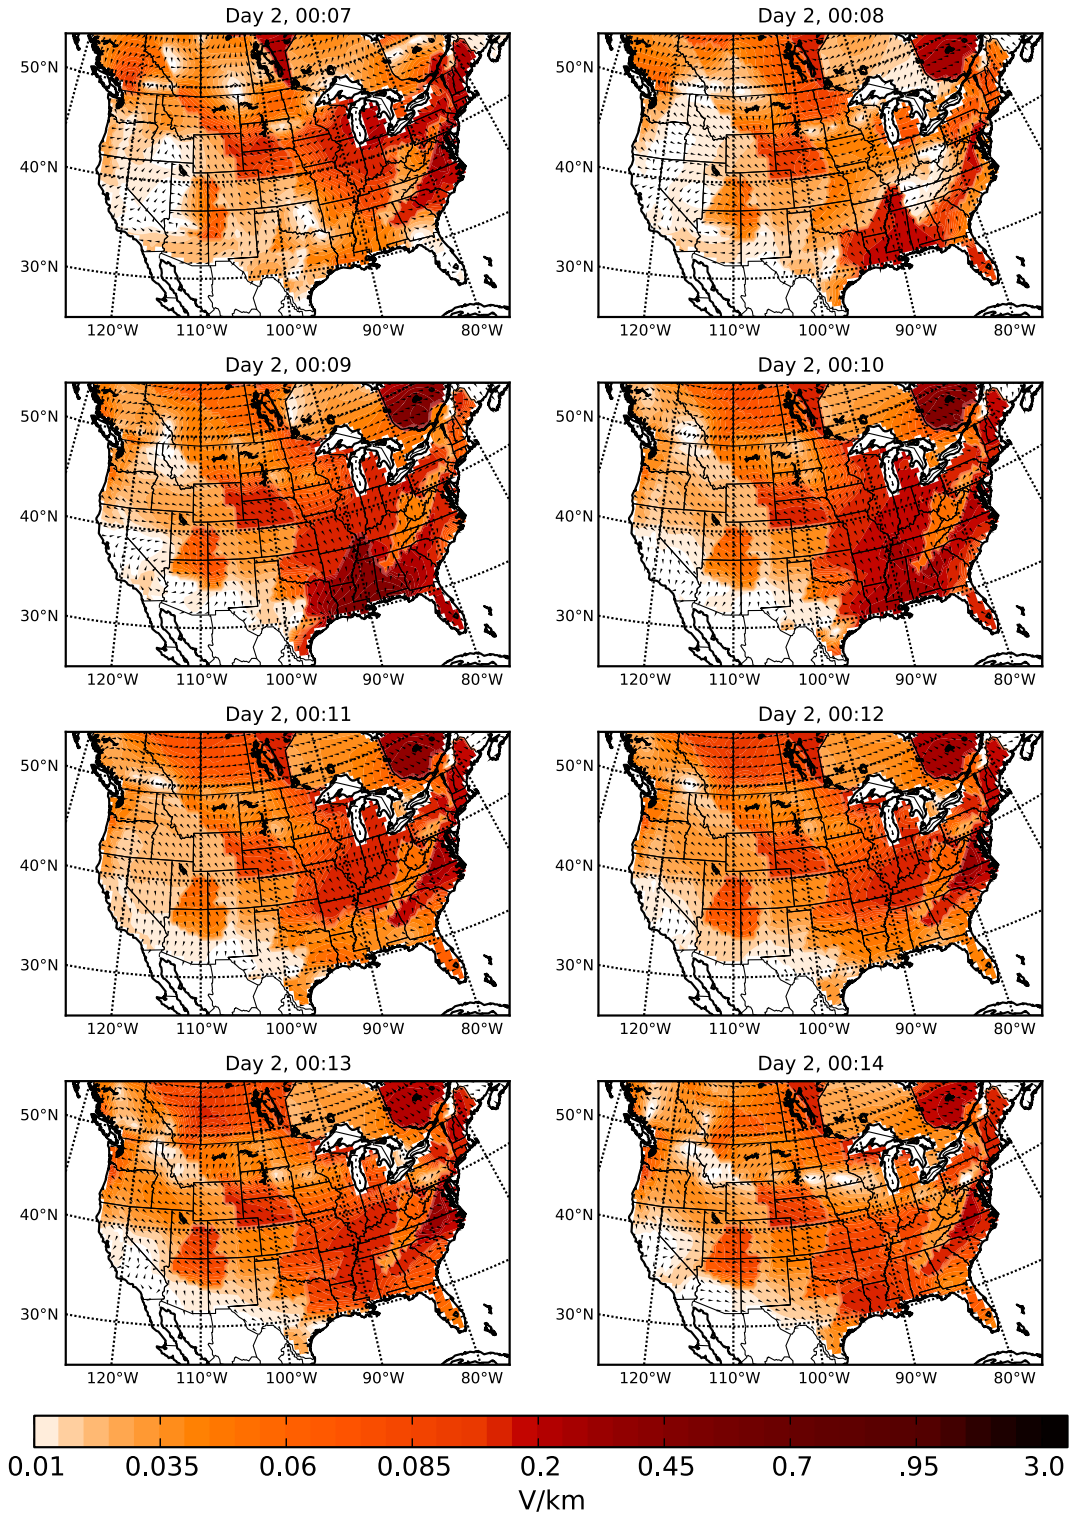 Day 2, 00:07
Day 2, 00:08
50°N
40°N
30°N
120°W 110°W 100°W 90°W 80°W
50°N
40°N
30°N
120°W 110°W 100°W 90°W 80°W
Day 2, 00:09
Day 2, 00:10
50°N
40°N
30°N
120°W 110°W 100°W 90°W 80°W
50°N
40°N
30°N
120°W 110°W 100°W 90°W 80°W
Day 2, 00:11
Day 2, 00:12
50°N
40°N
30°N
120°W 110°W 100°W 90°W 80°W
50°N
40°N
30°N
120°W 110°W 100°W 90°W 80°W
Day 2, 00:13
Day 2, 00:14
50°N
40°N
30°N
120°W 110°W 100°W 90°W 80°W
50°N
40°N
30°N
120°W 110°W 100°W 90°W 80°W
0.01 0.035 0.06 0.085 0.2 0.45 0.7 .95 3.0
V/km